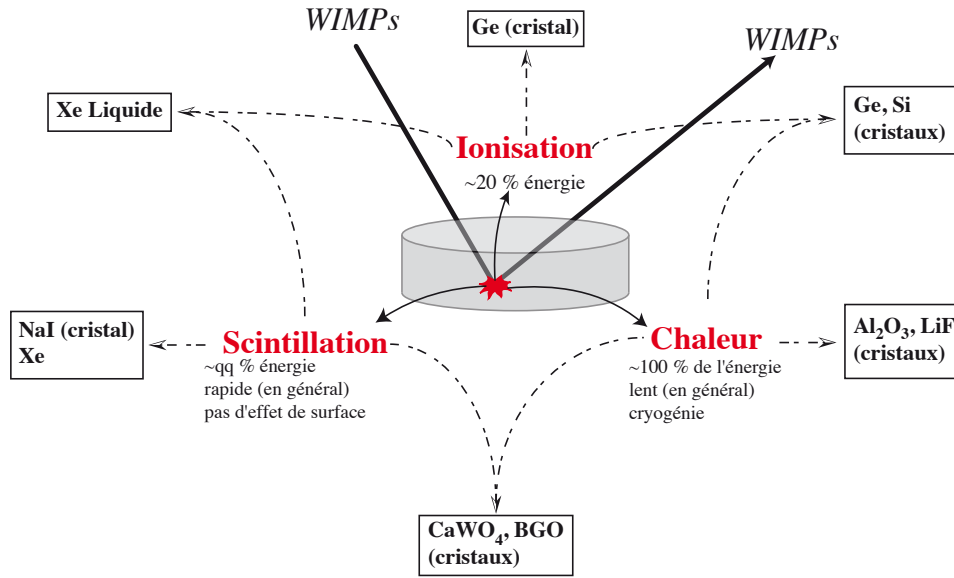 WIMPs
Ge (cristal)
WIMPs
Xe Liquide
Ge, Si
(cristaux)
Ionisation
~20 % énergie
NaI (cristal)
Xe
Scintillation
~qq % énergie
rapide (en général)
pas d'effet de surface
Chaleur
~100 % de l'énergie
lent (en général)
cryogénie
Al₂O₃, LiF
(cristaux)
CaWO₄, BGO
(cristaux)